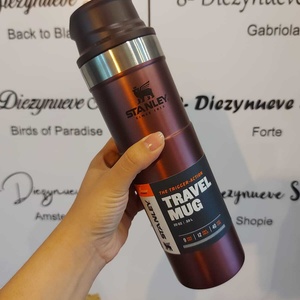 Back to Bla
Diezynueve
Gabriola
Diezynueve
Diezynueve S
Birds of Paradise
Forte
Diezynueve
Diezynueve S
Amste
Shopie
STANLEY
THE TRIGGER-ACTION
TRAVEL
MUG
STANLEY